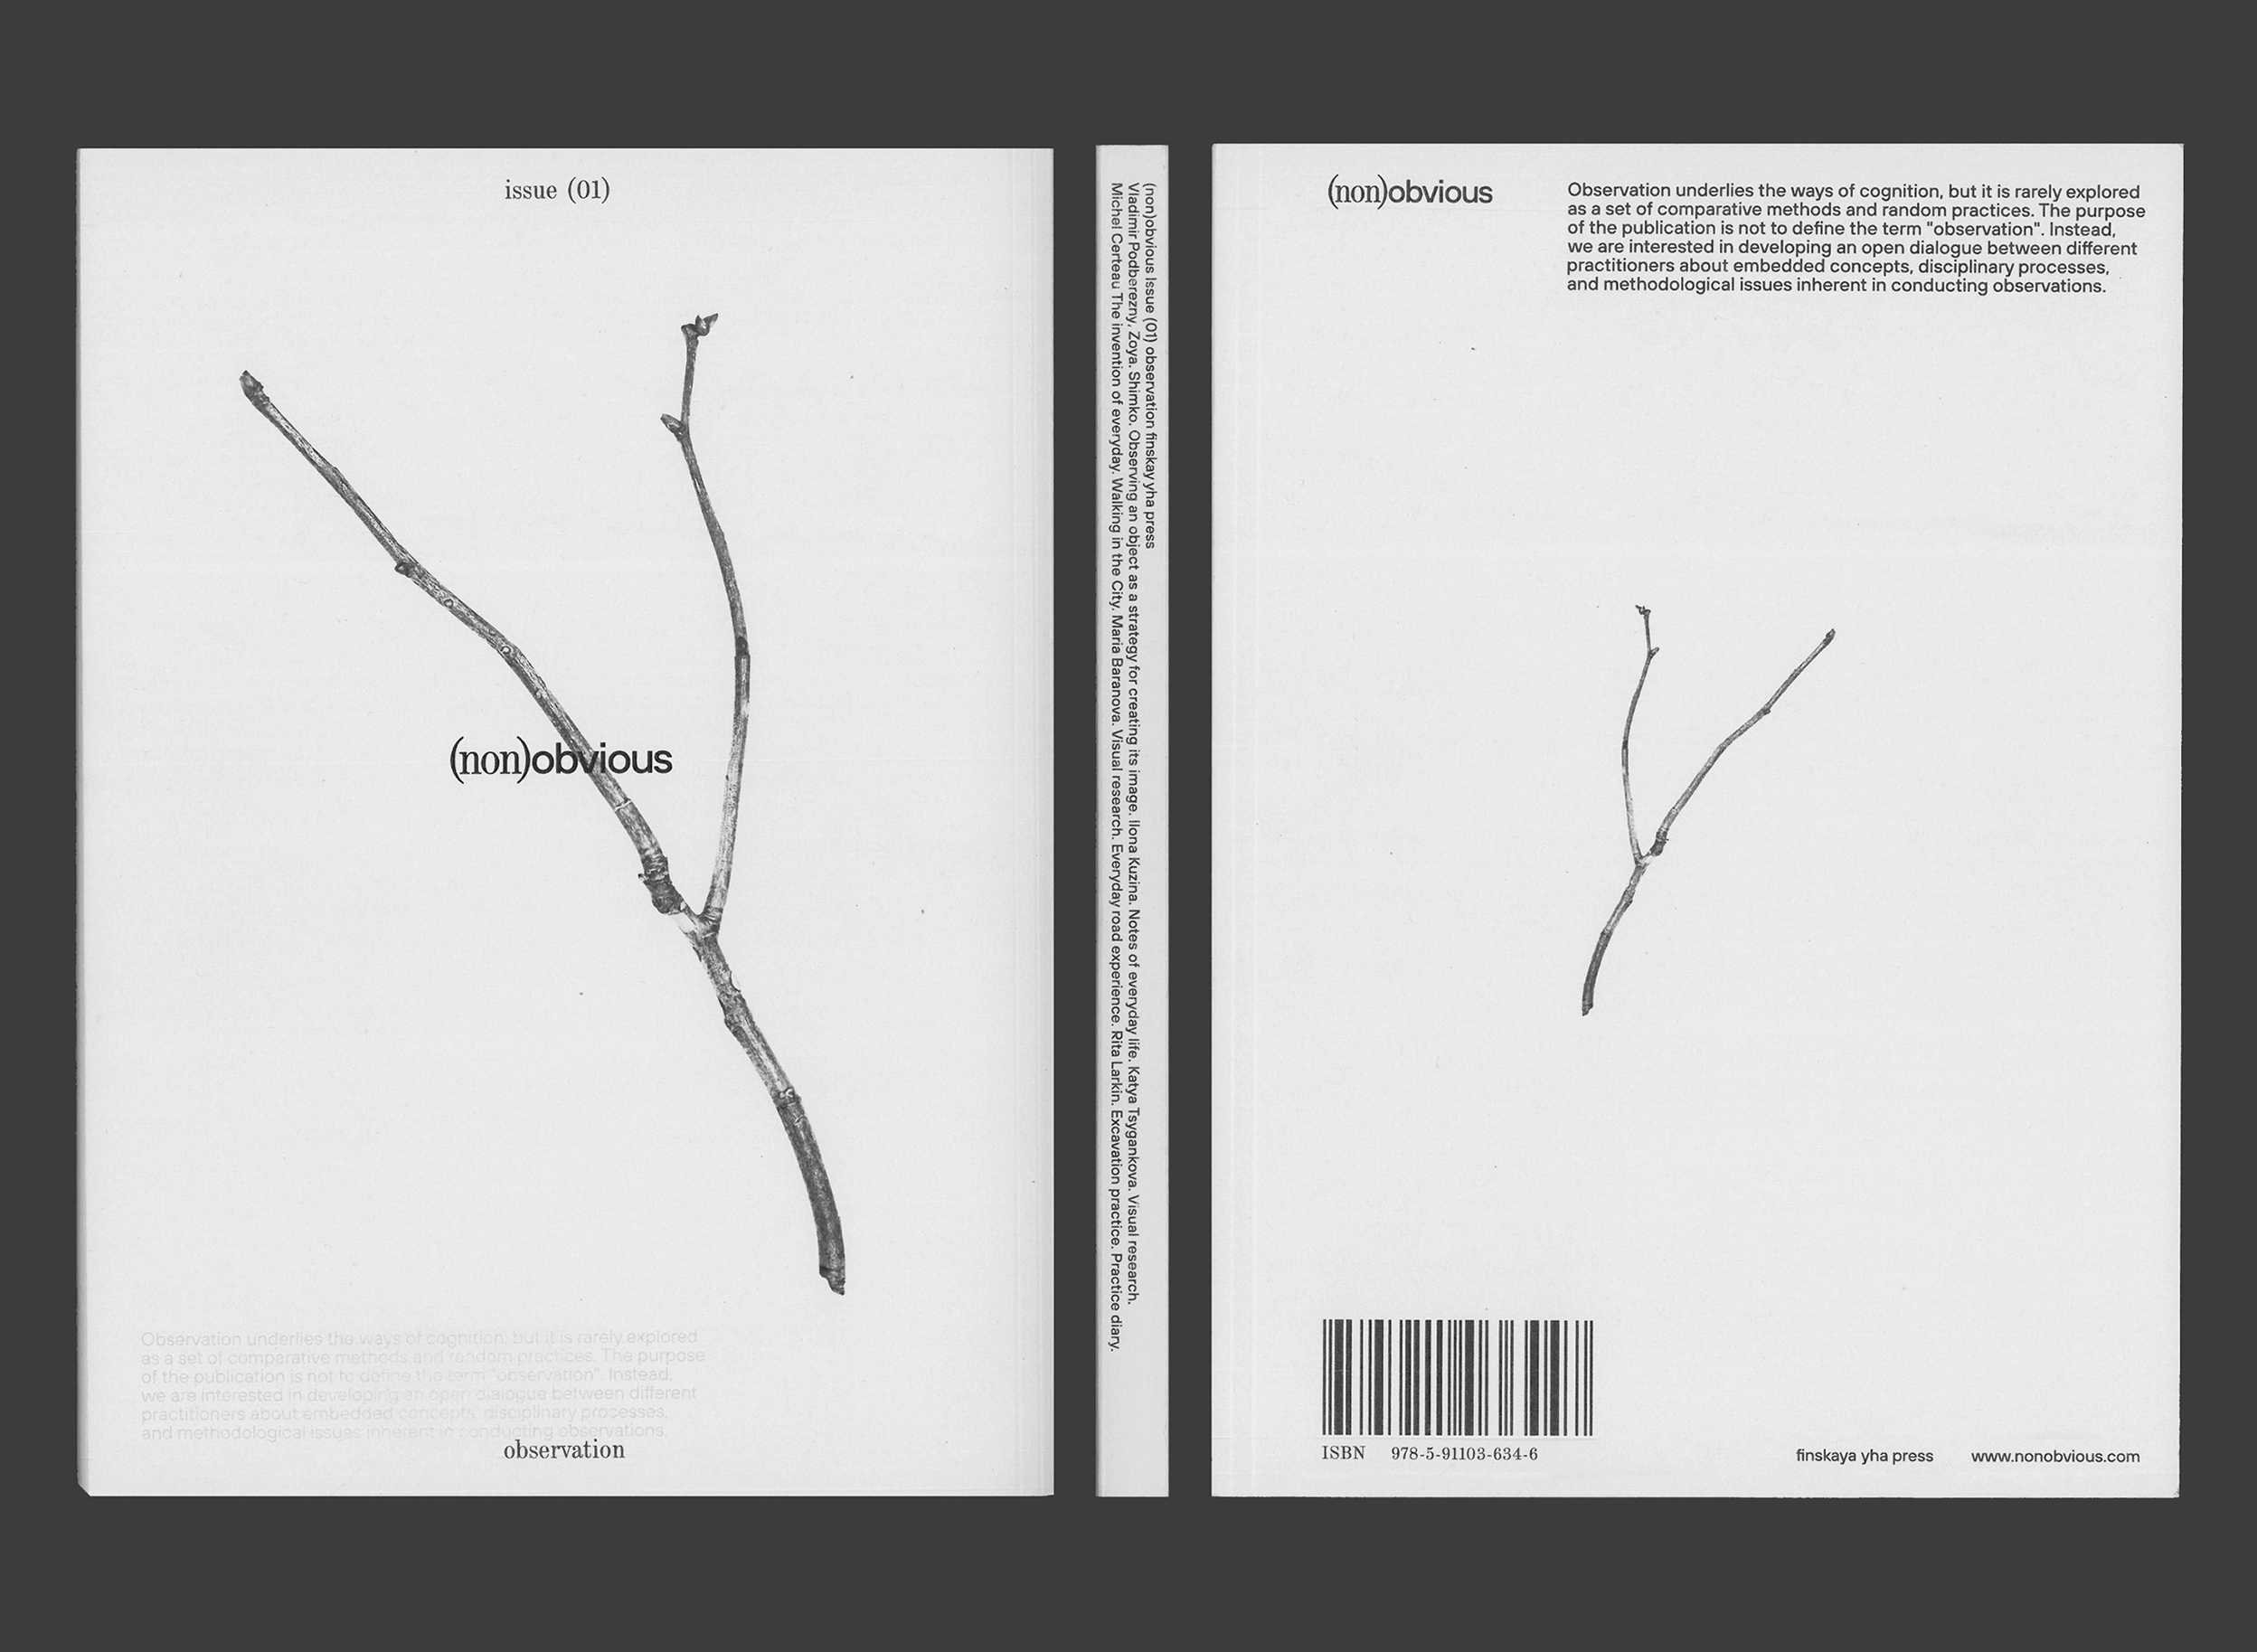 issue (01)
(non)obvious
Observation underlies the ways of cognition, but it is rarely explored
as a set of comparative methods and random practices. The purpose
of the publication is not to define the term "observation". Instead,
we are interested in developing an open dialogue between different
practitioners about embedded concepts, disciplinary processes,
and methodological issues inherent in conducting observations.
observation
(non)obvious Issue (01) observation finskay yha press
Vladimir Podberezny, Zoya. Shimko. Observing an object as a strategy for creating its image. Ilona Kuzina. Notes of everyday life. Katya Tsygankova. Visual research.
Michel Certeau The invention of everyday. Walking in the City. Maria Baranova. Visual research. Everyday road experience. Rita Larkin. Excavation practice. Practice diary.
(non)obvious
Observation underlies the ways of cognition, but it is rarely explored
as a set of comparative methods and random practices. The purpose
of the publication is not to define the term "observation". Instead,
we are interested in developing an open dialogue between different
practitioners about embedded concepts, disciplinary processes,
and methodological issues inherent in conducting observations.
ISBN 978-5-91103-634-6
finskaya yha press www.nonobvious.com